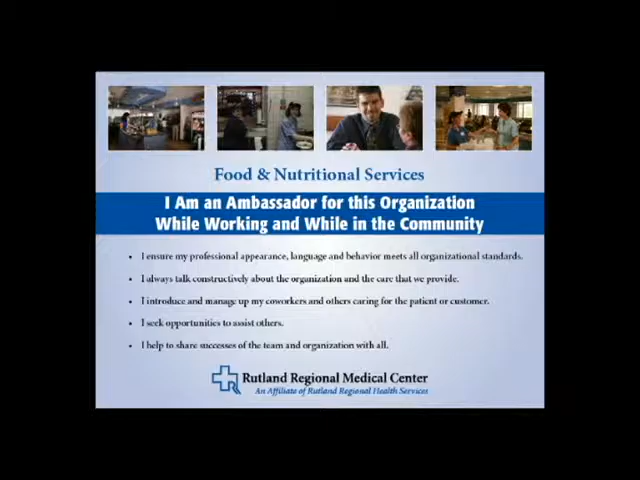 Food & Nutritional Services
I Am an Ambassador for this Organization
While Working and While in the Community
• I ensure my professional appearance, language and behavior meets all organizational standards.
• I always talk constructively about the organization and the care that we provide.
• I introduce and manage up my coworkers and others caring for the patient or customer.
• I seek opportunities to assist others.
• I help to share successes of the team and organization with all.
Rutland Regional Medical Center
An Affiliate of Rutland Regional Health Services